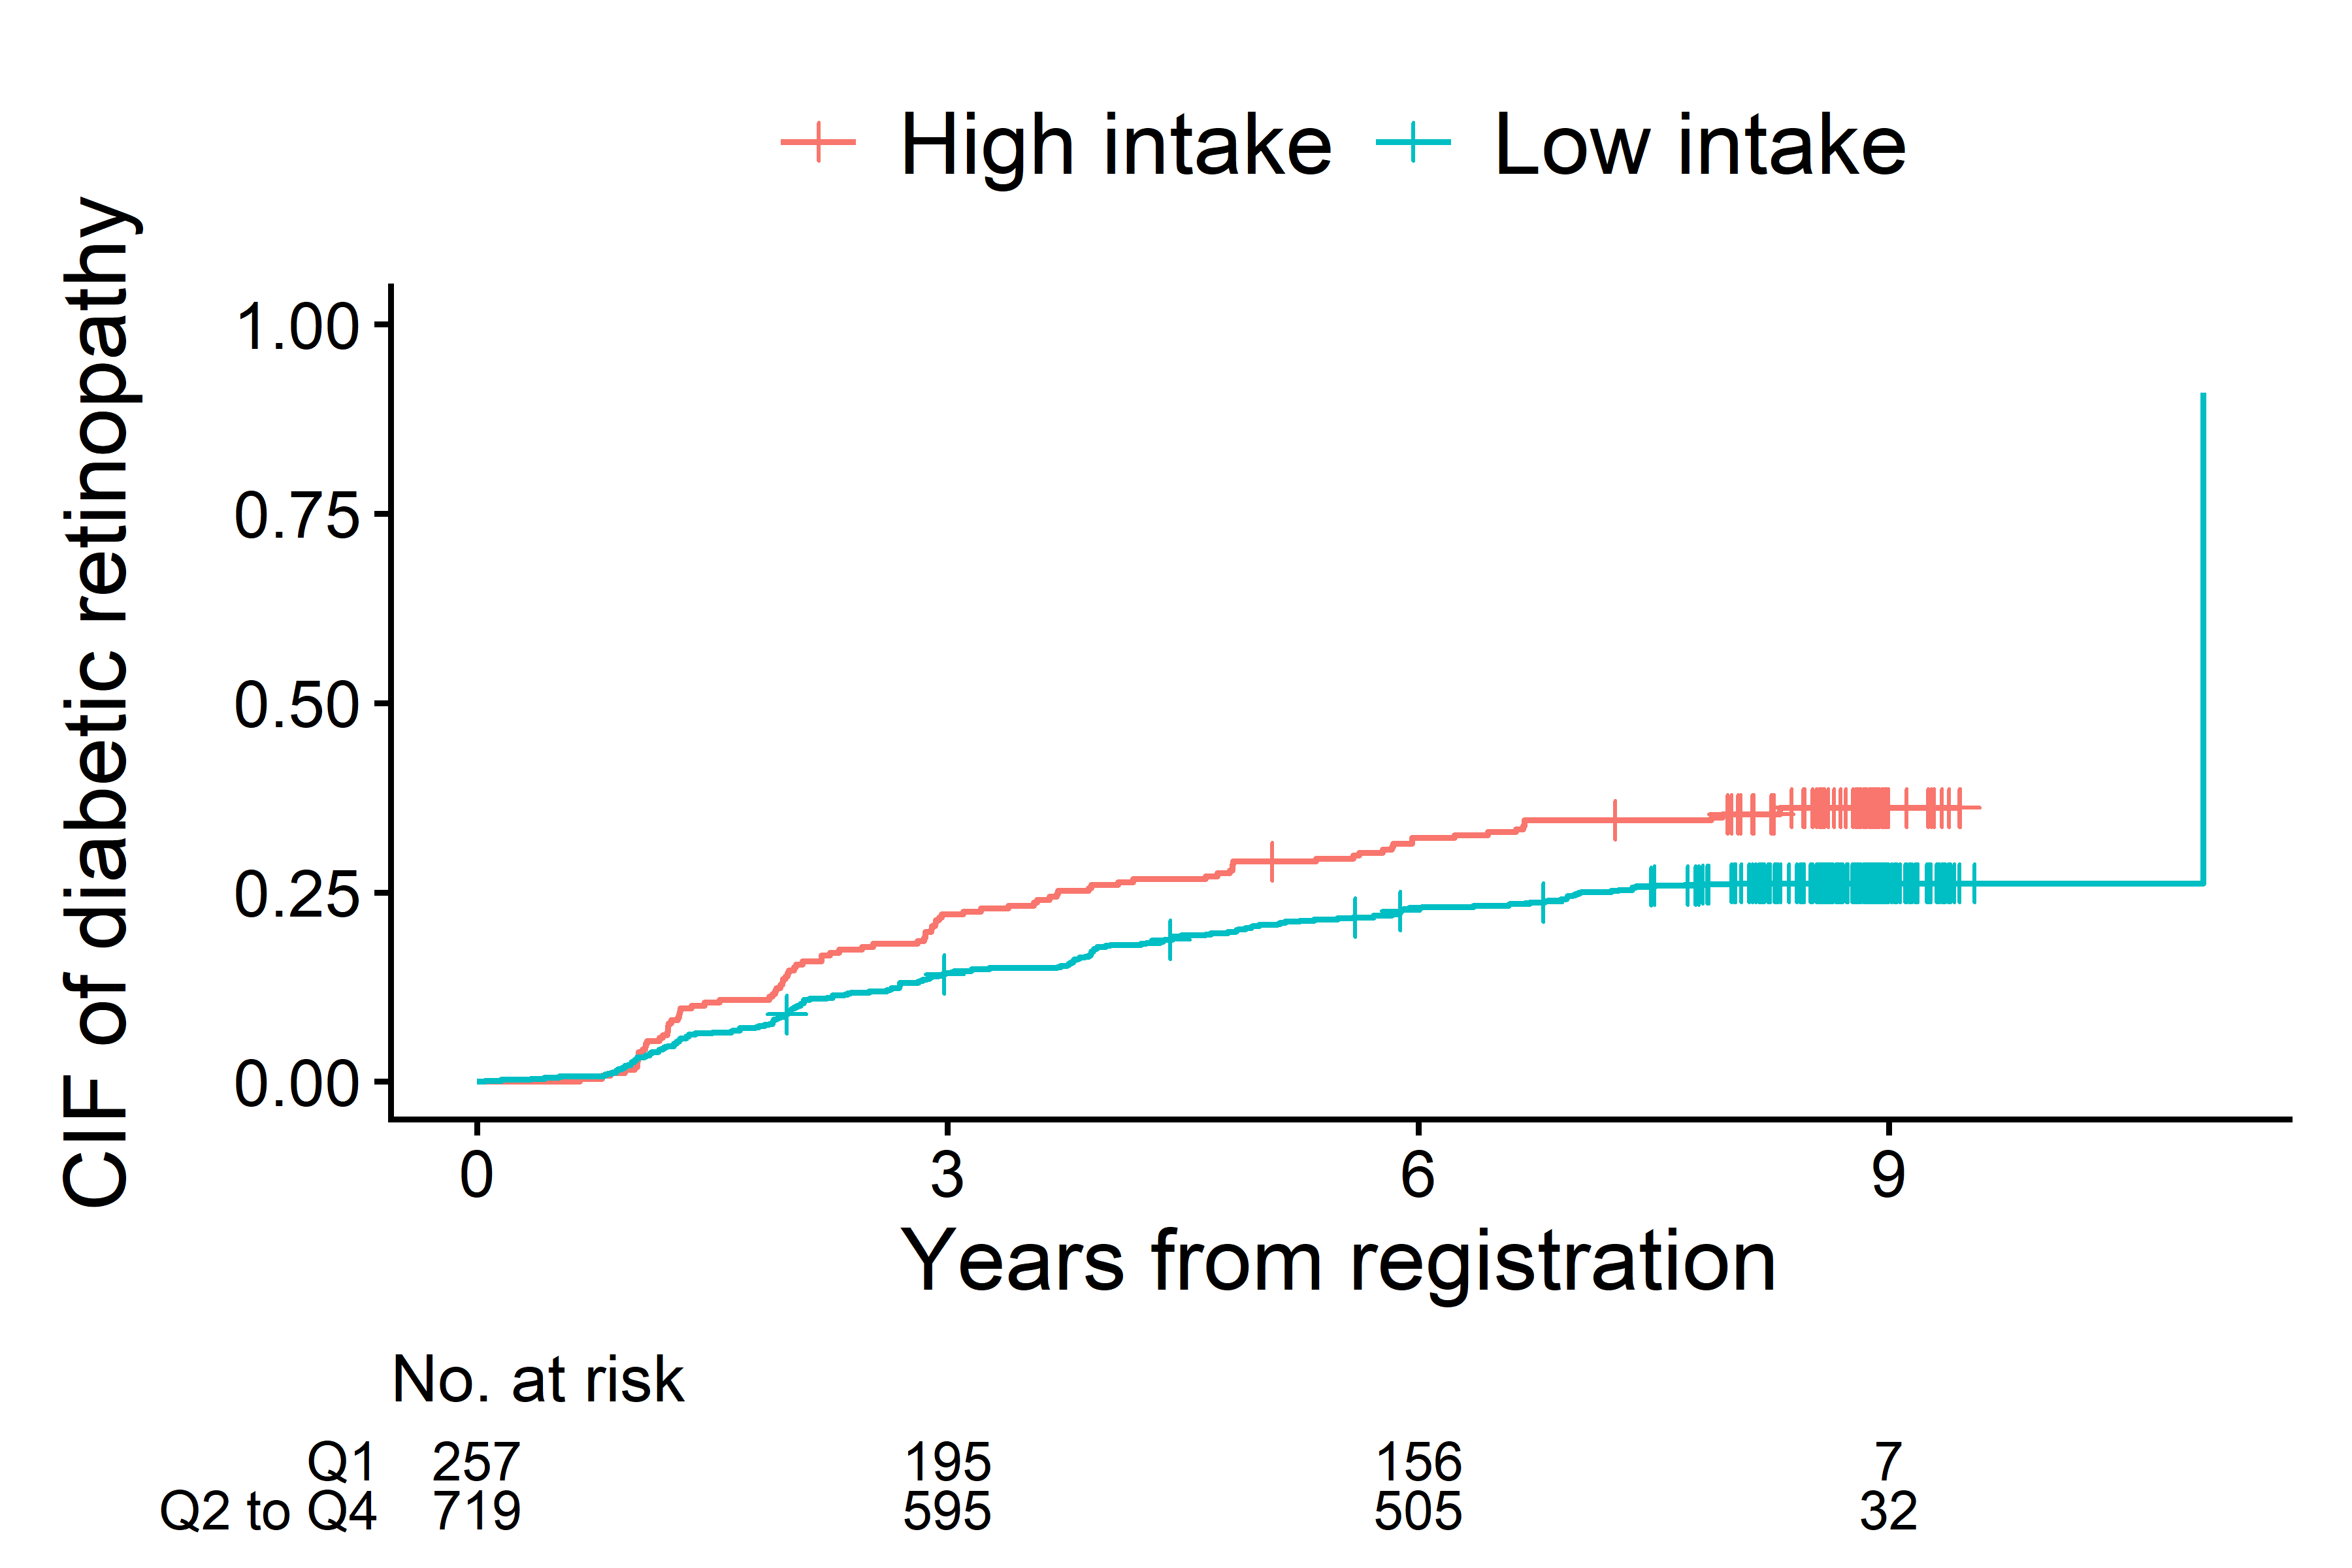 High intake Low intake
CIF of diabetic retinopathy
1.00
0.75
0.50
0.25
0.00
0 3 6 9
Years from registration
No. at risk
Q1 257 195 156 7
Q2 to Q4 719 595 505 32